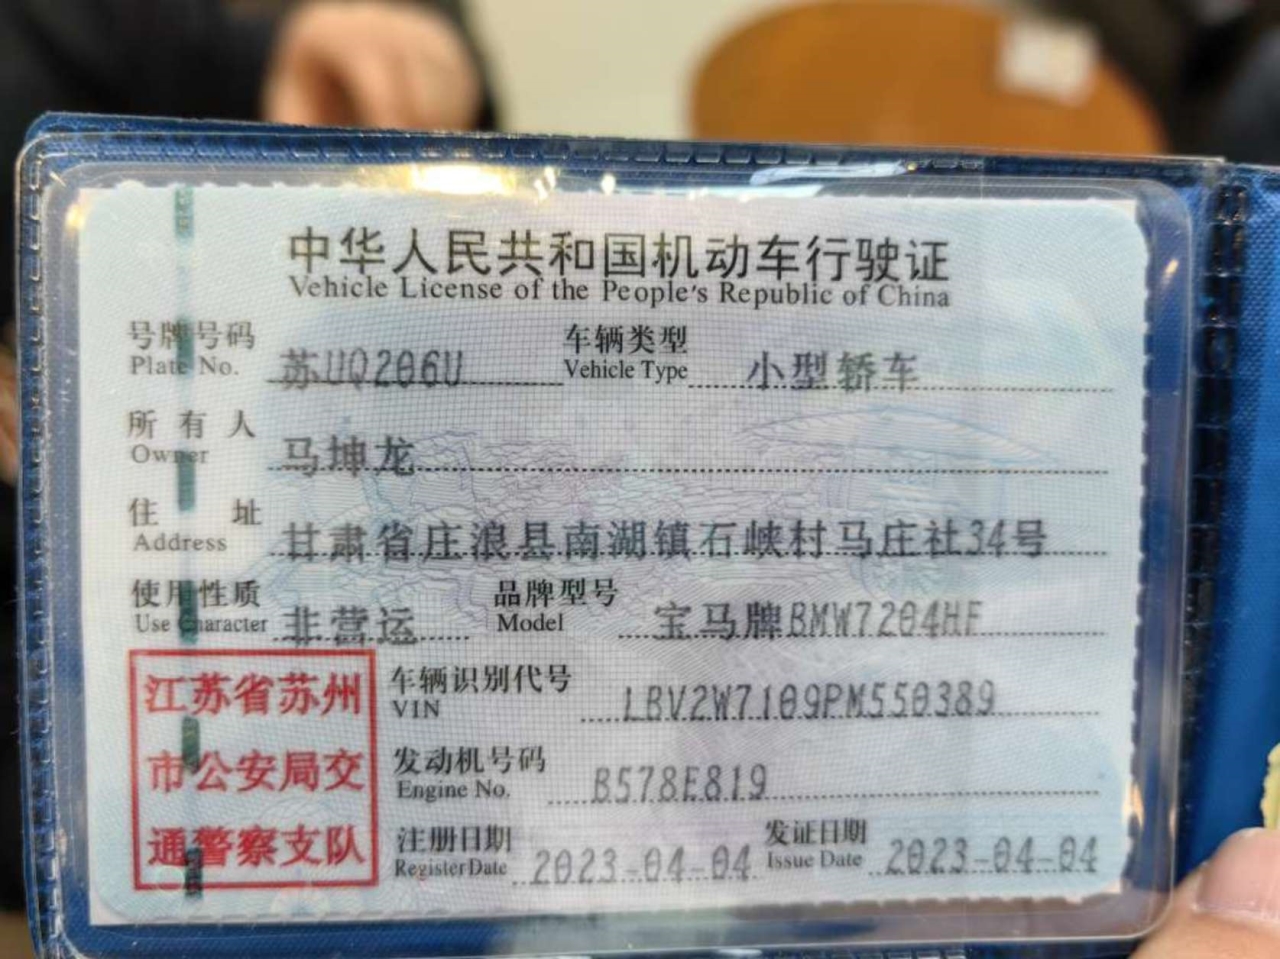 中华人民共和国机动车行驶证
Vehicle License of the People's Republic of China
号牌号码 苏UQ206U 车辆类型 小型轿车
Plate No. Vehicle Type
所有人 马坤龙
Owner
住址 甘肃省庄浪县南湖镇石峡村马庄社34号
Address
使用性质 非营运 品牌型号 宝马牌BMW7204HF
Use Character Model
江苏省苏州
市公安局交
通警察支队
车辆识别代号 LBV2W7109PM550389
VIN
发动机号码 B578E819
Engine No.
注册日期 2023-04-04 发证日期 2023-04-04
Register Date Issue Date